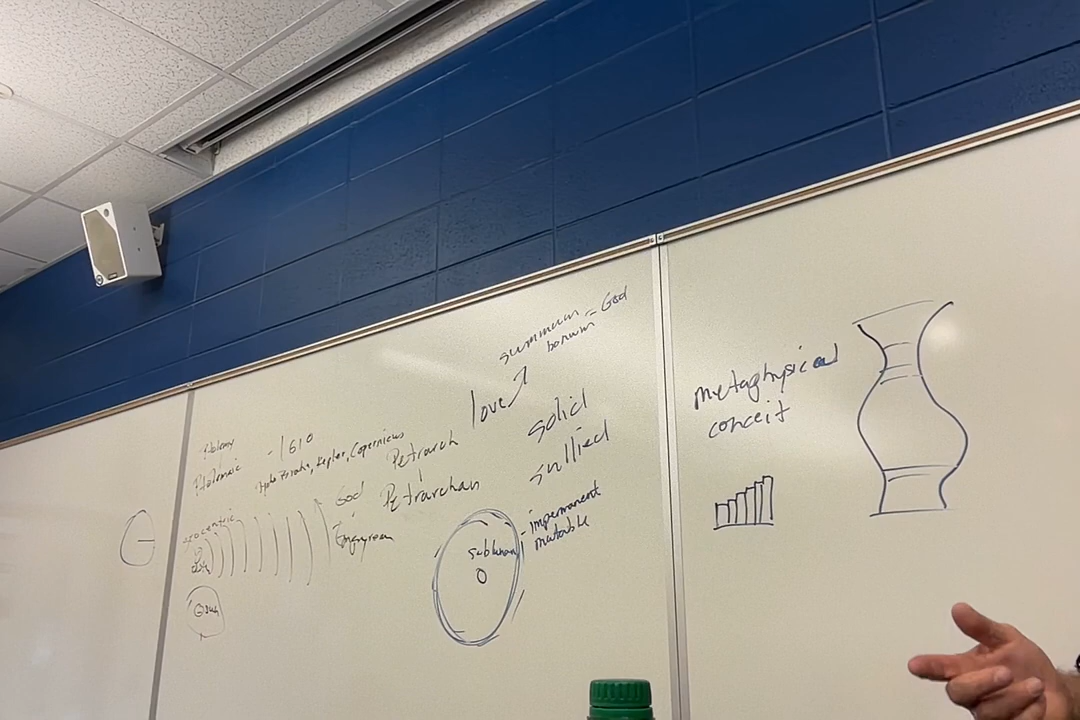 Ptolemy
Ptolemaic
- 1610
Tycho Brahe, Kepler, Copernicus
geocentric
God
Empyrean
Petrarch
Petrarchan
love
summum
bonum = God
solid
sullied
sublunar
impermanent
mutable
metaphysical
conceit